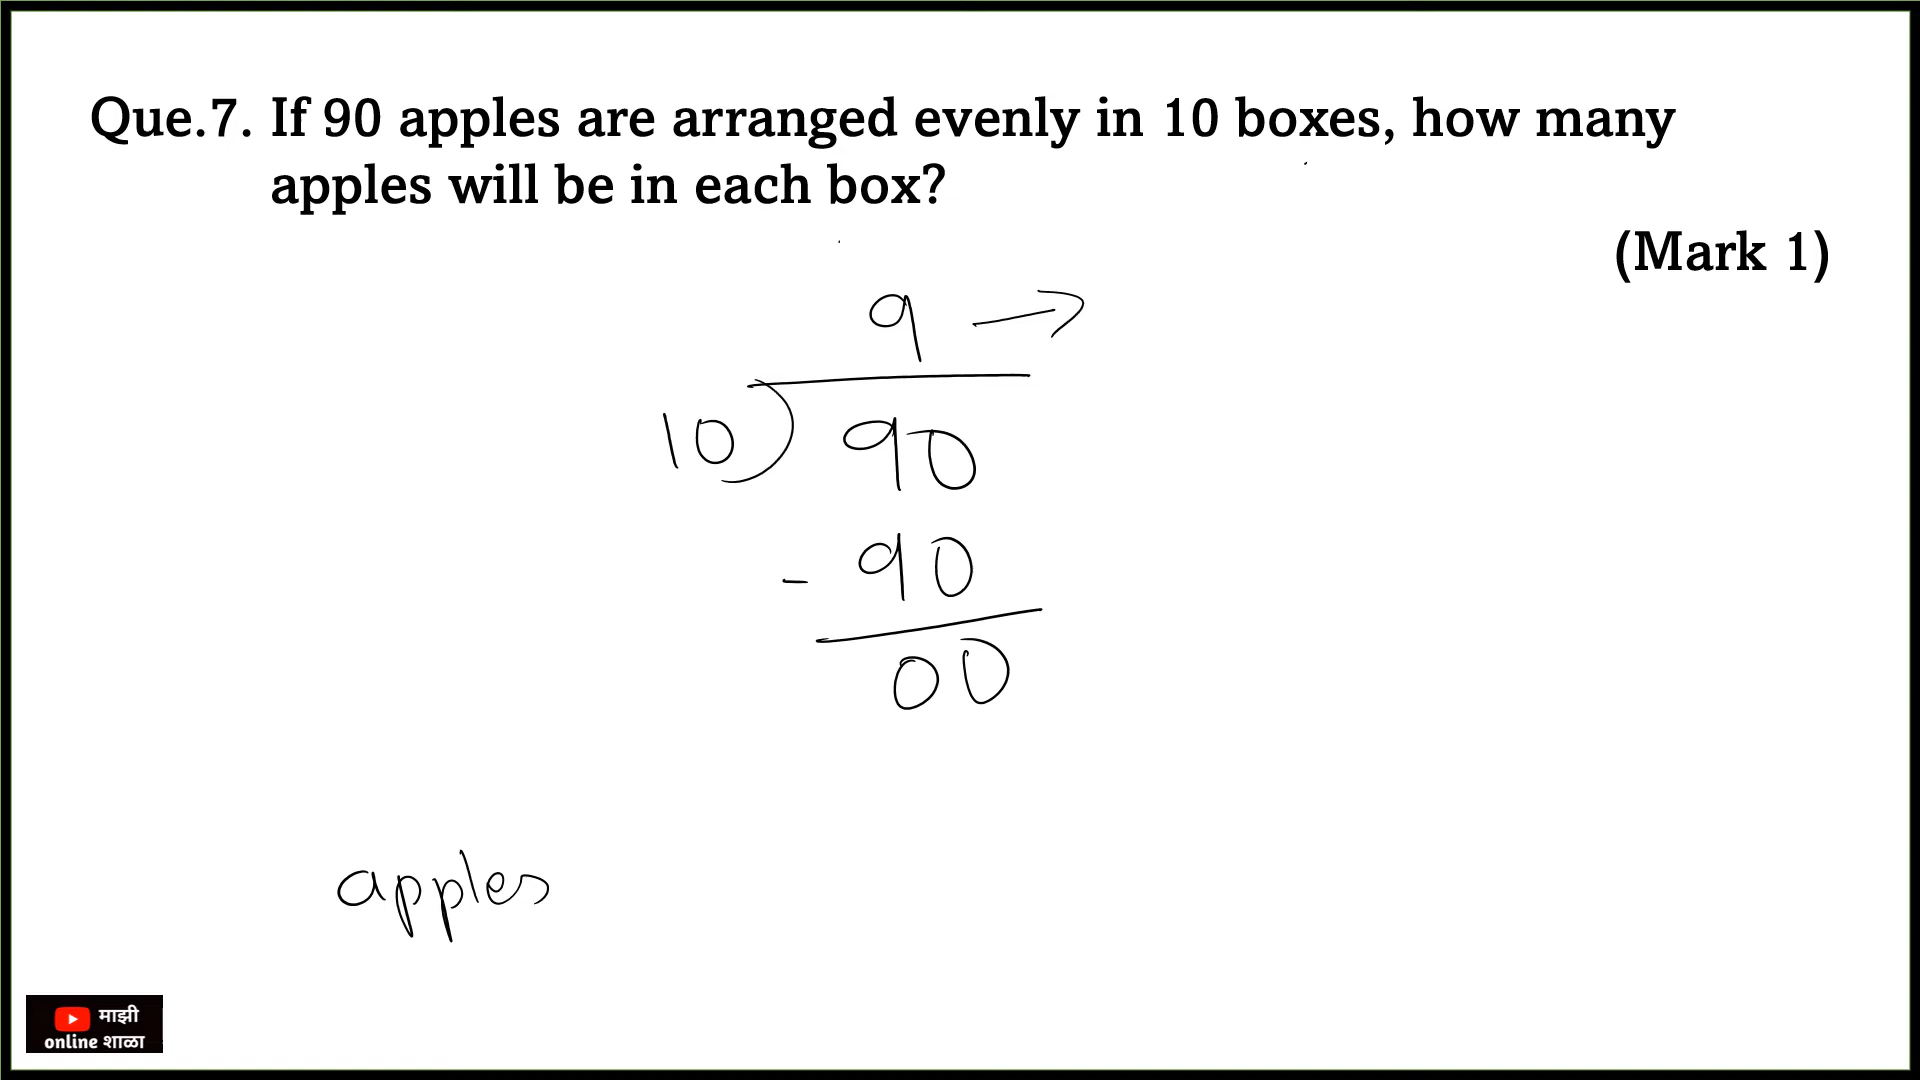 Que.7. If 90 apples are arranged evenly in 10 boxes, how many
apples will be in each box?
(Mark 1)
9 →
10) 90
- 90
00
apples
माझी
online शाळा